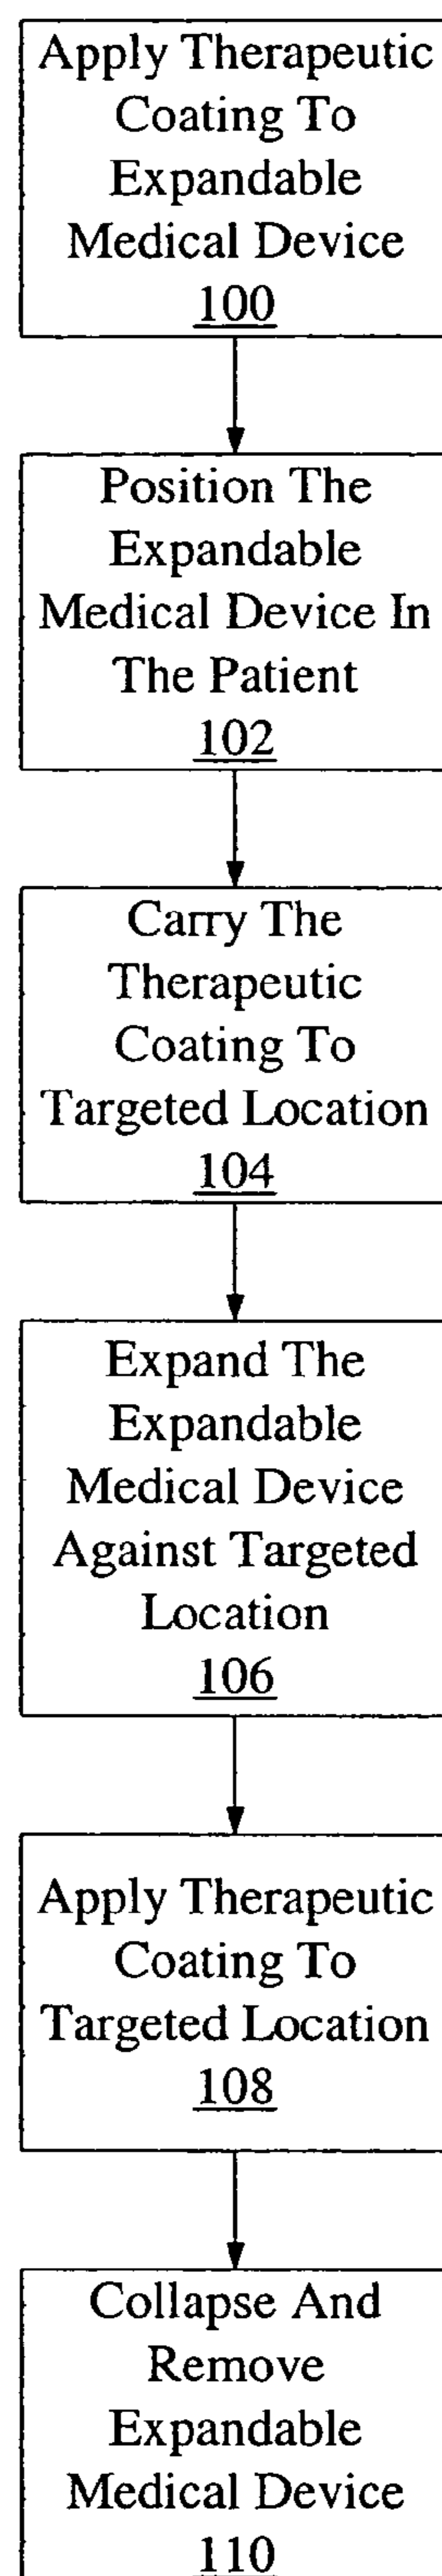 Apply Therapeutic
Coating To
Expandable
Medical Device
100
Position The
Expandable
Medical Device In
The Patient
102
Carry The
Therapeutic
Coating To
Targeted Location
104
Expand The
Expandable
Medical Device
Against Targeted
Location
106
Apply Therapeutic
Coating To
Targeted Location
108
Collapse And
Remove
Expandable
Medical Device
110